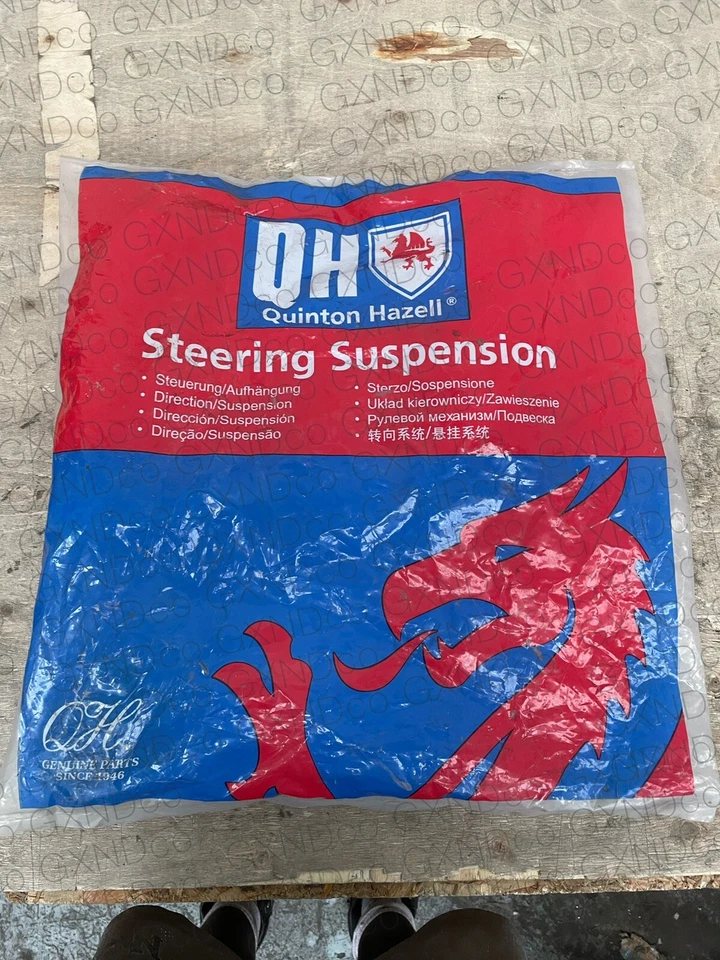 QH
Quinton Hazell®
Steering Suspension
• Steuerung/Aufhängung
• Direction/Suspension
• Dirección/Suspensión
• Direção/Suspensão
• Sterzo/Sospensione
• Układ kierowniczy/Zawieszenie
• Рулевой механизм/Подвеска
• 转向系统/悬挂系统
QH
GENUINE PARTS
SINCE 1946
GXNDco